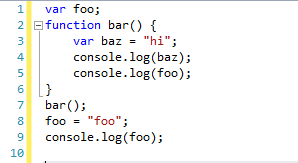 1 var foo;
2 function bar() {
3     var baz = "hi";
4     console.log(baz);
5     console.log(foo);
6 }
7 bar();
8 foo = "foo";
9 console.log(foo);
10